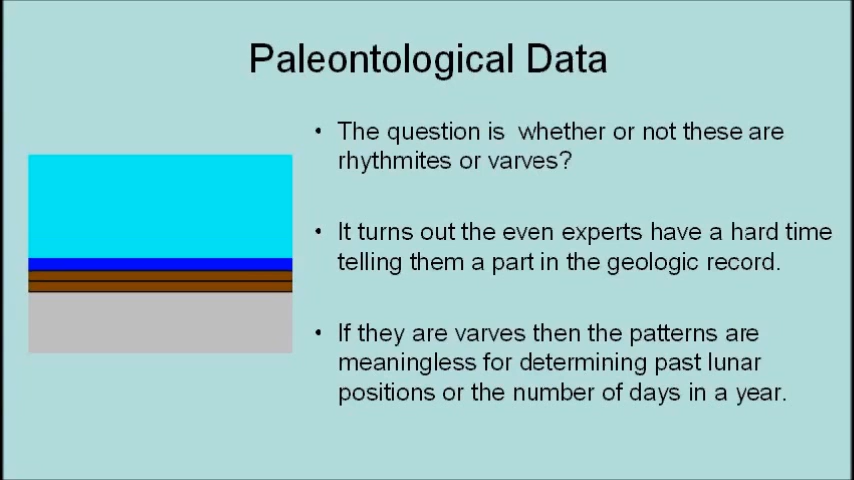 Paleontological Data
• The question is whether or not these are
rhythmites or varves?
• It turns out the even experts have a hard time
telling them a part in the geologic record.
• If they are varves then the patterns are
meaningless for determining past lunar
positions or the number of days in a year.